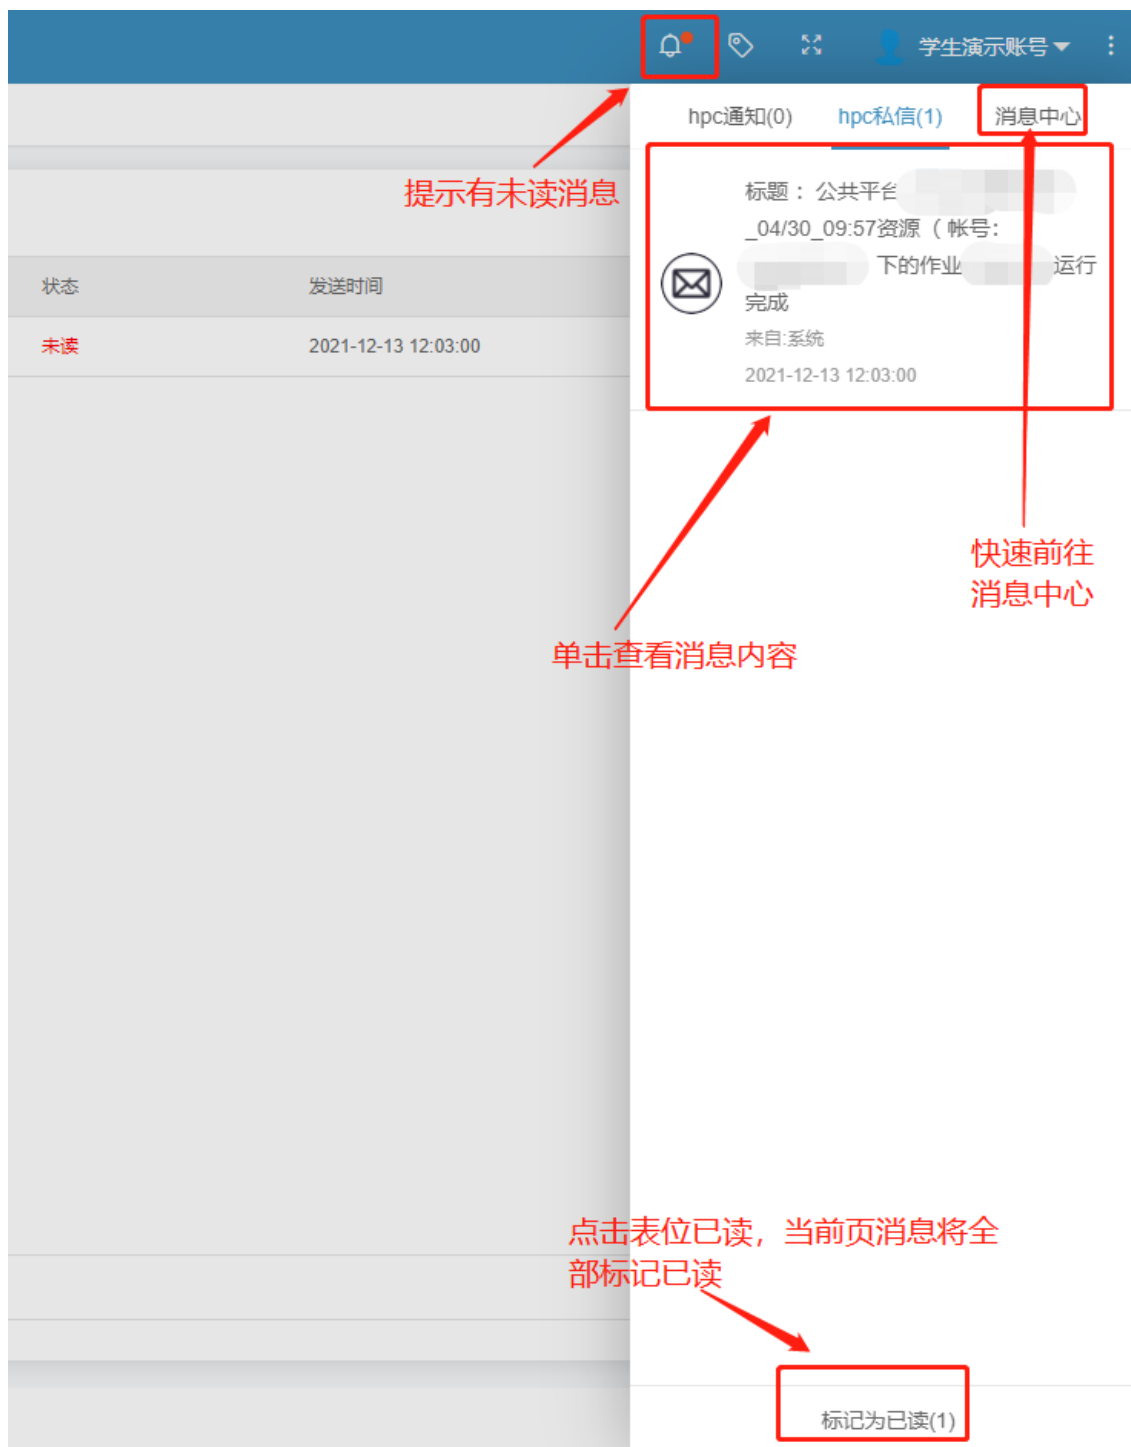 学生演示账号
hpc通知(0) hpc私信(1) 消息中心
提示有未读消息
标题： 公共平台
_04/30_09:57资源（ 帐号：
下的作业 运行
完成
来自:系统
2021-12-13 12:03:00
状态 发送时间
未读 2021-12-13 12:03:00
快速前往
消息中心
单击查看消息内容
点击表位已读，当前页消息将全
部标记已读
标记为已读(1)